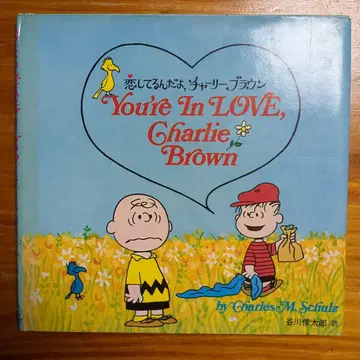 恋してるんだよ、チャーリー・ブラウン
You're In LOVE,
Charlie
Brown
by Charles M. Schulz
谷川俊太郎 訳